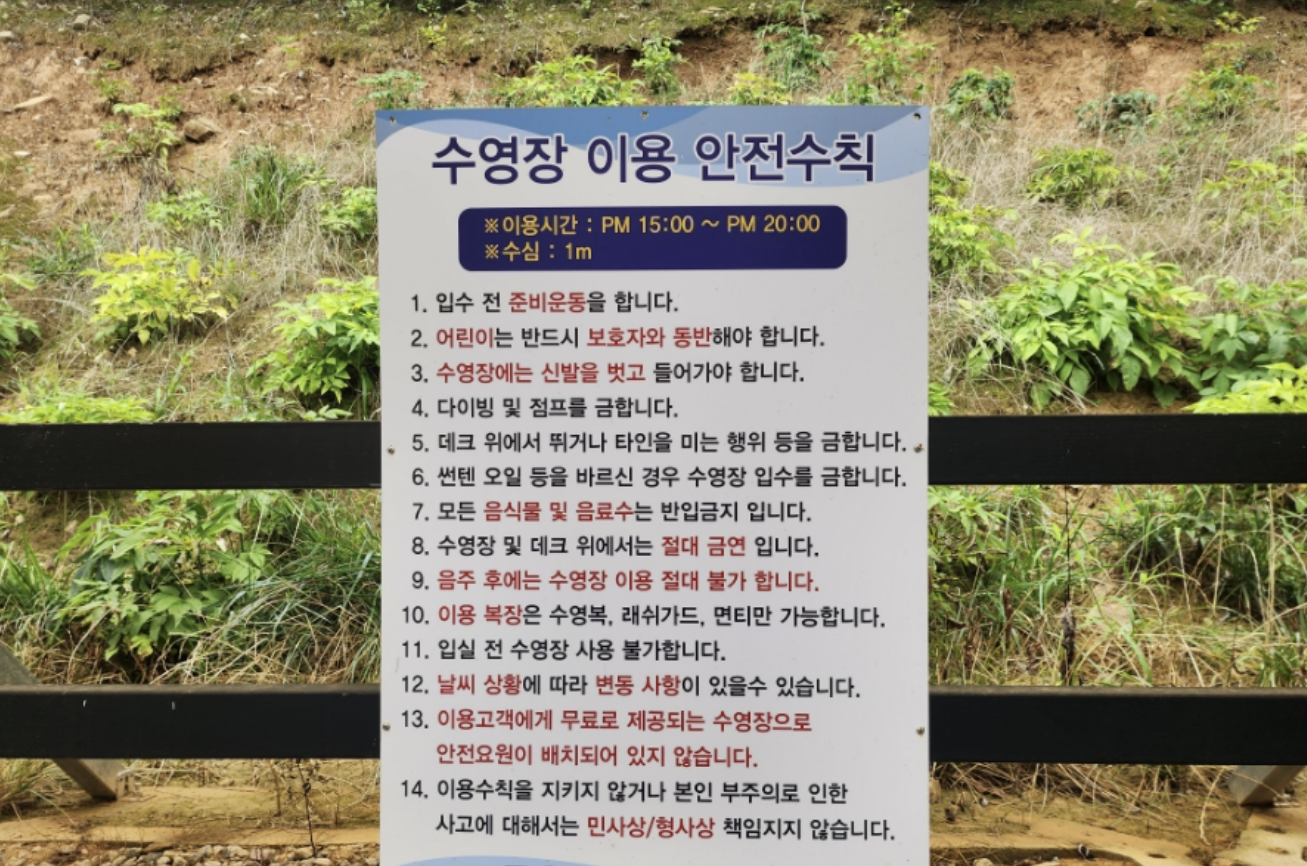 수영장 이용 안전수칙
※이용시간 : PM 15:00 ~ PM 20:00
※수심 : 1m
1. 입수 전 준비운동을 합니다.
2. 어린이는 반드시 보호자와 동반해야 합니다.
3. 수영장에는 신발을 벗고 들어가야 합니다.
4. 다이빙 및 점프를 금합니다.
5. 데크 위에서 뛰거나 타인을 미는 행위 등을 금합니다.
6. 썬텐 오일 등을 바르신 경우 수영장 입수를 금합니다.
7. 모든 음식물 및 음료수는 반입금지 입니다.
8. 수영장 및 데크 위에서는 절대 금연 입니다.
9. 음주 후에는 수영장 이용 절대 불가 합니다.
10. 이용 복장은 수영복, 래쉬가드, 면티만 가능합니다.
11. 입실 전 수영장 사용 불가합니다.
12. 날씨 상황에 따라 변동 사항이 있을수 있습니다.
13. 이용고객에게 무료로 제공되는 수영장으로
안전요원이 배치되어 있지 않습니다.
14. 이용수칙을 지키지 않거나 본인 부주의로 인한
사고에 대해서는 민사상/형사상 책임지지 않습니다.